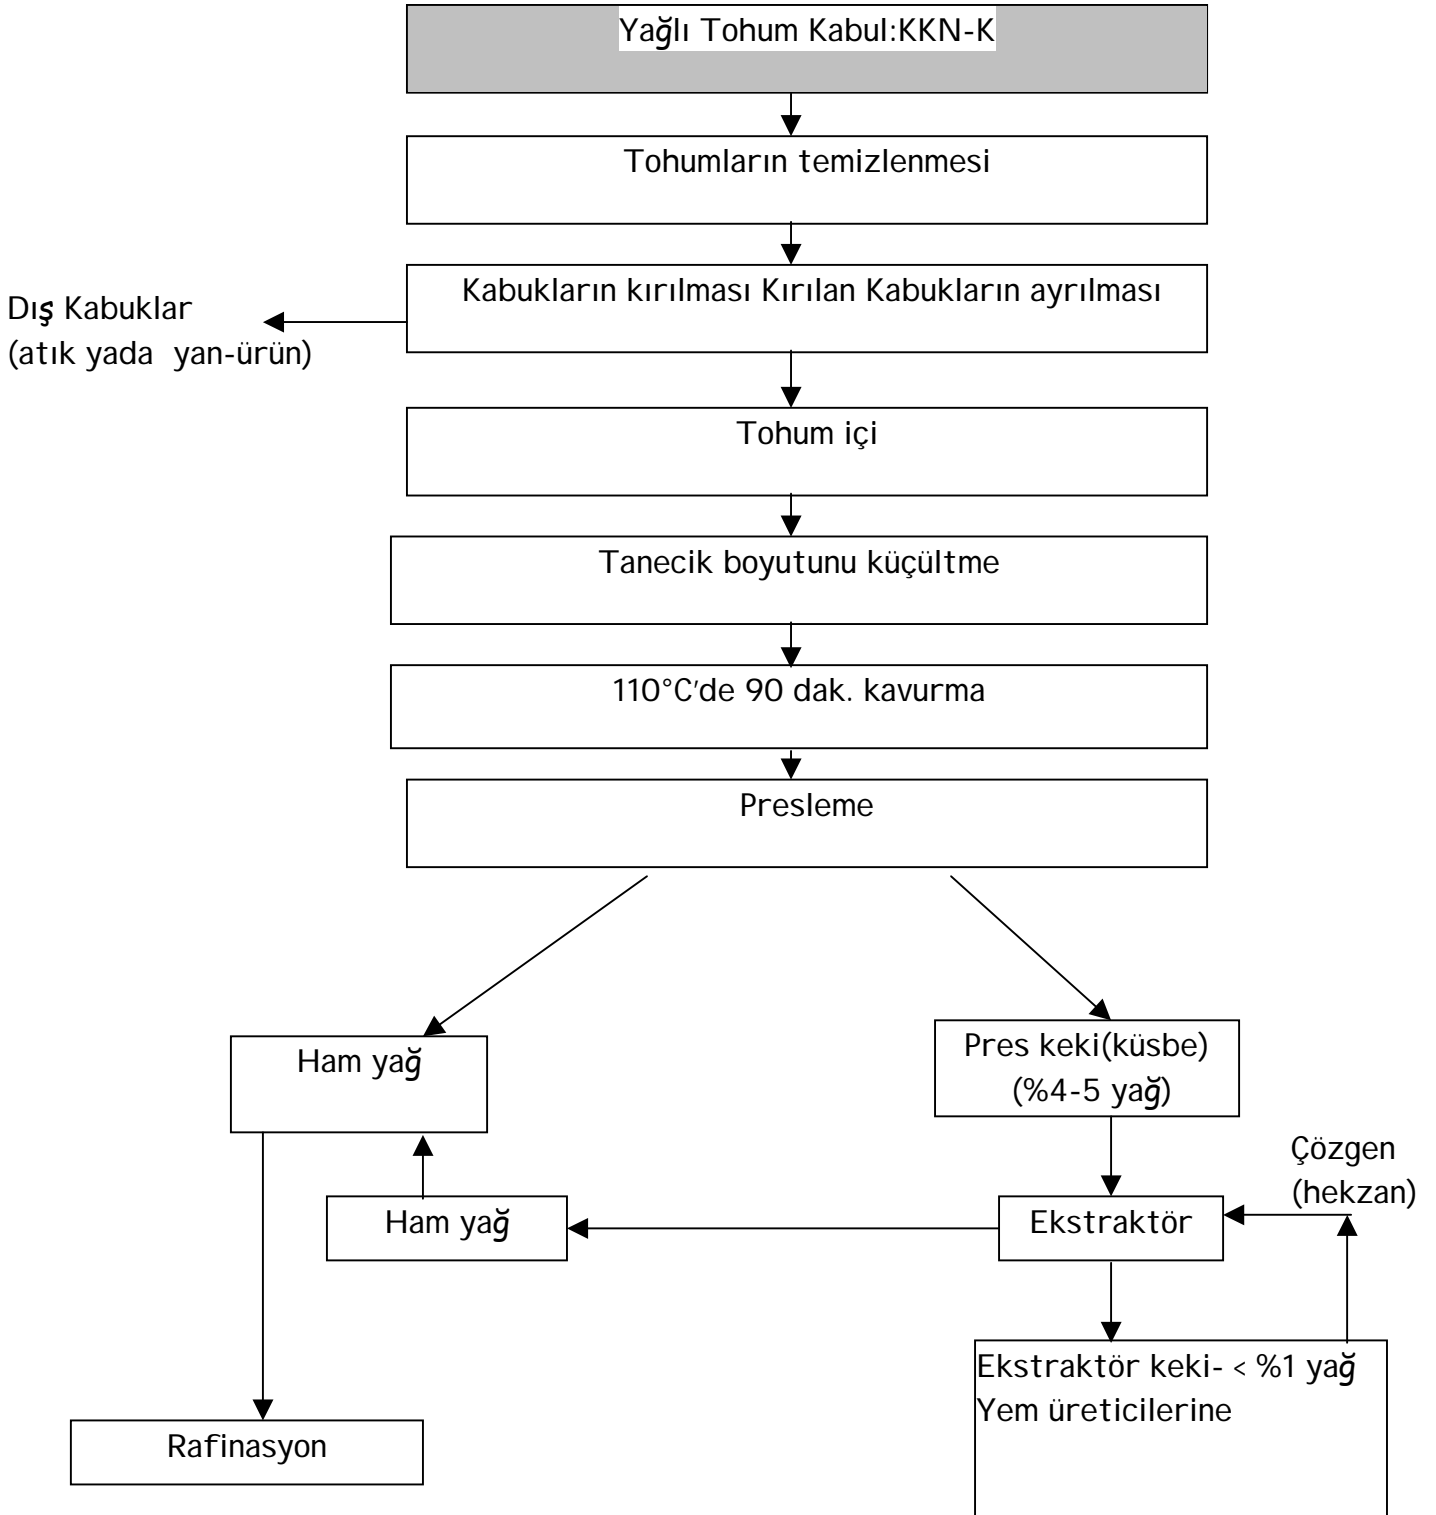 Yağlı Tohum Kabul:KKN-K
Tohumların temizlenmesi
Kabukların kırılması Kırılan Kabukların ayrılması
Dış Kabuklar
(atık yada yan-ürün)
Tohum içi
Tanecik boyutunu küçültme
110°C'de 90 dak. kavurma
Presleme
Ham yağ
Pres keki(küsbe)
(%4-5 yağ)
Çözgen
(hekzan)
Ham yağ
Ekstraktör
Ekstraktör keki- < %1 yağ
Yem üreticilerine
Rafinasyon